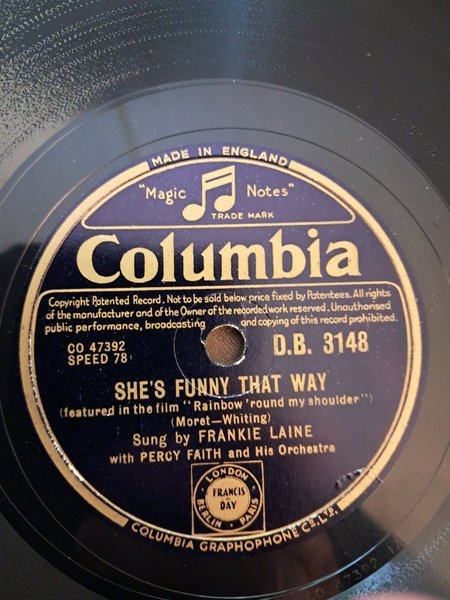 MADE IN ENGLAND
"Magic Notes"
TRADE MARK
Columbia
Copyright Patented Record. Not to be sold below price fixed by Patentees. All rights
of the manufacturer and of the Owner of the recorded work reserved. Unauthorised
public performance, broadcasting and copying of this record prohibited.
CO 47392
SPEED 78
D.B. 3148
SHE'S FUNNY THAT WAY
(featured in the film "Rainbow 'round my shoulder")
(Moret—Whiting)
Sung by FRANKIE LAINE
with PERCY FAITH and His Orchestra
LONDON
FRANCIS
DAY
BERLIN · PARIS
COLUMBIA GRAPHOPHONE CO. LTD.
CO 47392